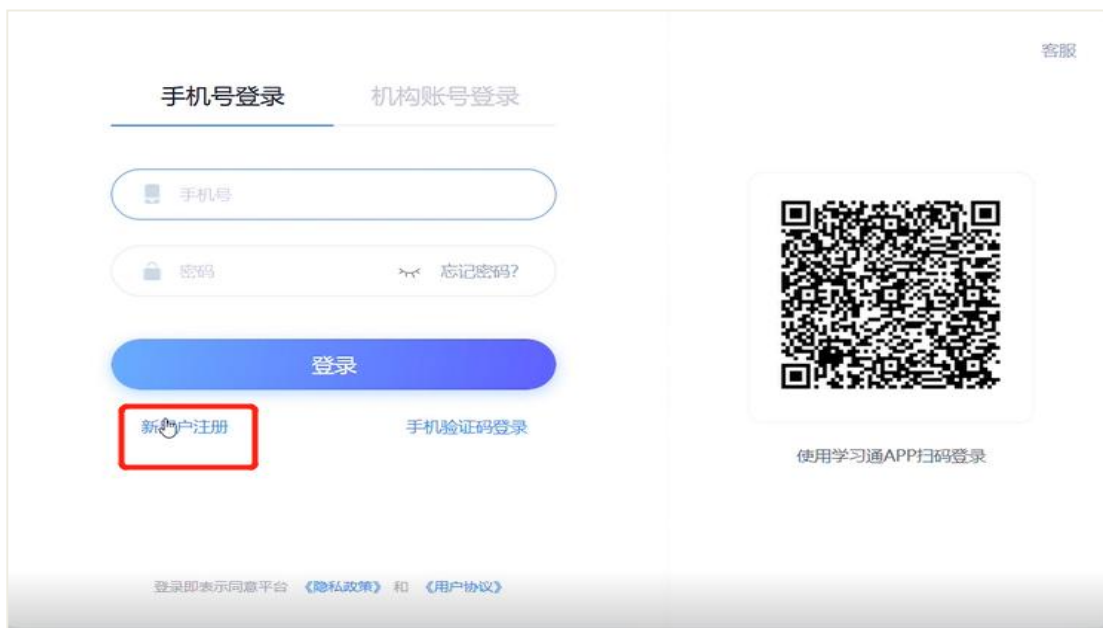 客服
手机号登录 机构账号登录
手机号
密码 忘记密码?
登录
新 户注册 手机验证码登录
使用学习通APP扫码登录
登录即表示同意平台 《隐私政策》 和 《用户协议》